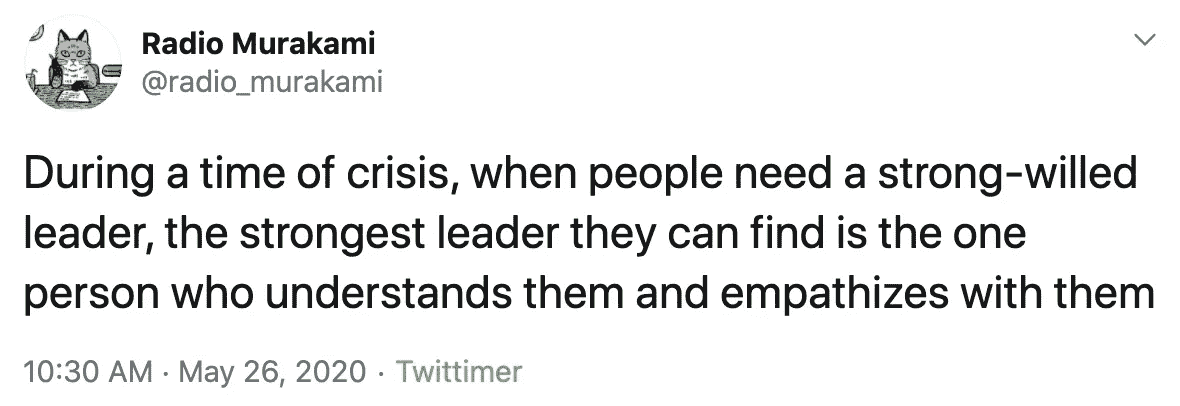 Radio Murakami
@radio_murakami
During a time of crisis, when people need a strong-willed
leader, the strongest leader they can find is the one
person who understands them and empathizes with them
10:30 AM · May 26, 2020 · Twittimer